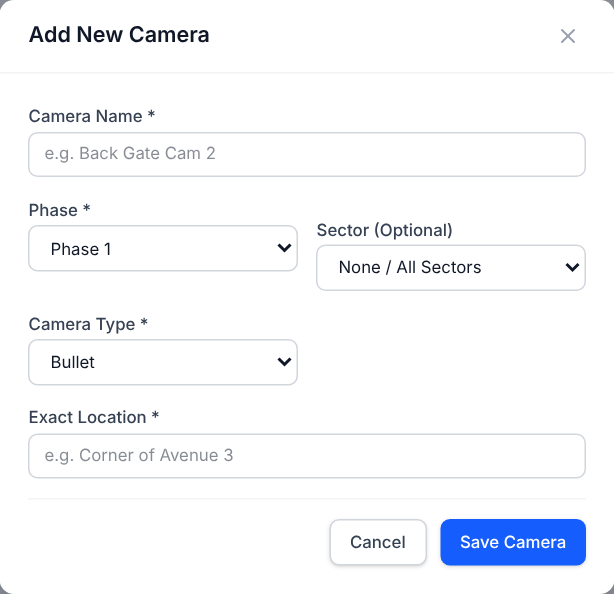 Add New Camera
Camera Name *
e.g. Back Gate Cam 2
Phase *
Phase 1
Sector (Optional)
None / All Sectors
Camera Type *
Bullet
Exact Location *
e.g. Corner of Avenue 3
Cancel
Save Camera